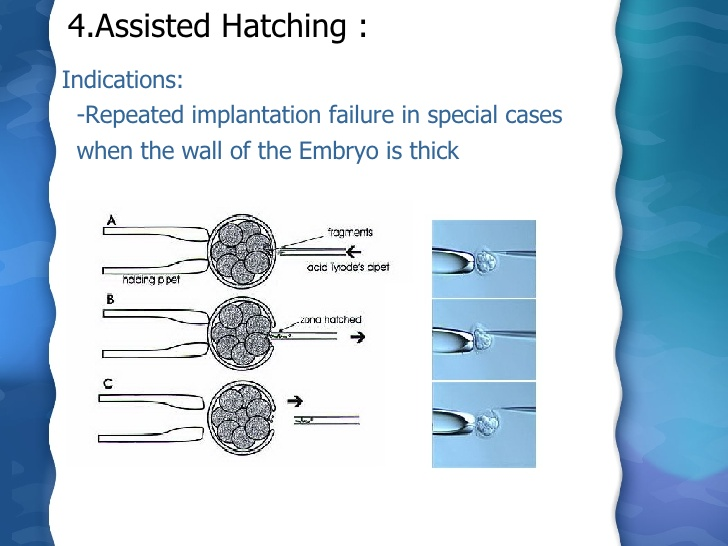 4.Assisted Hatching :
Indications:
-Repeated implantation failure in special cases
when the wall of the Embryo is thick
A
fragments
acid Tyrode's pipet
holding pipet
B
zona hatched
C